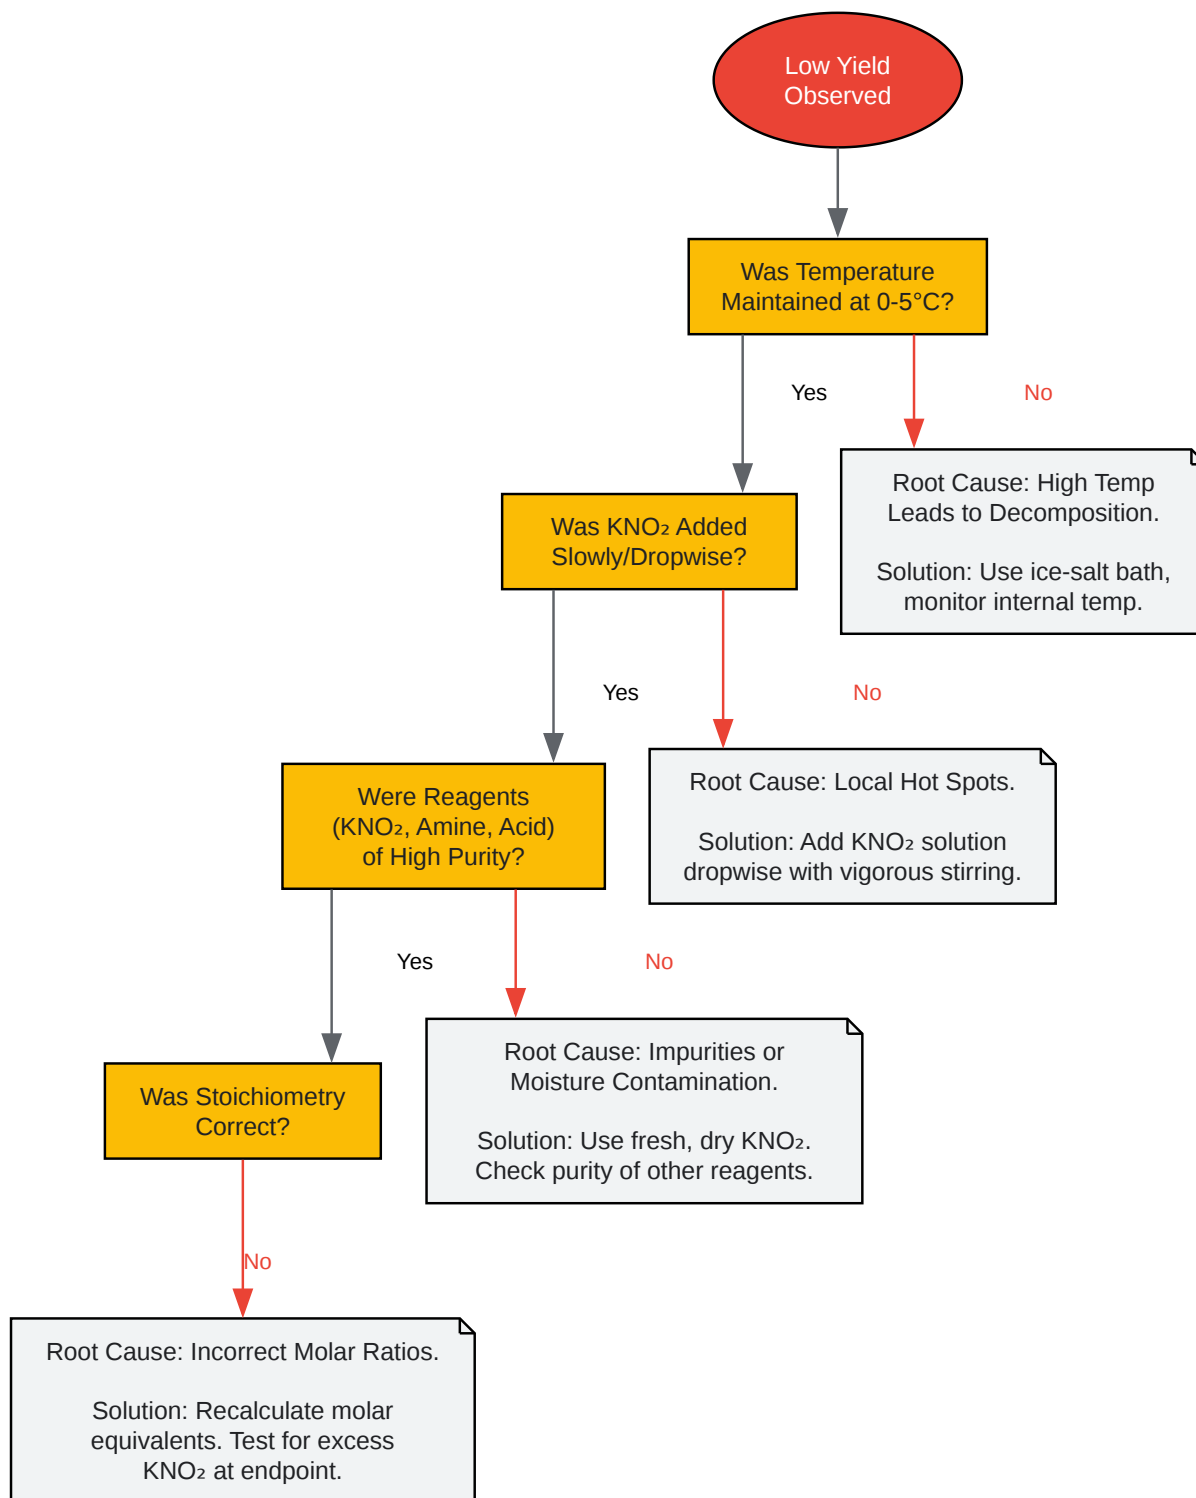 Low Yield
Observed
Was Temperature
Maintained at 0-5°C?
Yes
No
Root Cause: High Temp
Leads to Decomposition.
Solution: Use ice-salt bath,
monitor internal temp.
Was KNO₂ Added
Slowly/Dropwise?
Yes
No
Root Cause: Local Hot Spots.
Solution: Add KNO₂ solution
dropwise with vigorous stirring.
Were Reagents
(KNO₂, Amine, Acid)
of High Purity?
Yes
No
Root Cause: Impurities or
Moisture Contamination.
Solution: Use fresh, dry KNO₂.
Check purity of other reagents.
Was Stoichiometry
Correct?
No
Root Cause: Incorrect Molar Ratios.
Solution: Recalculate molar
equivalents. Test for excess
KNO₂ at endpoint.